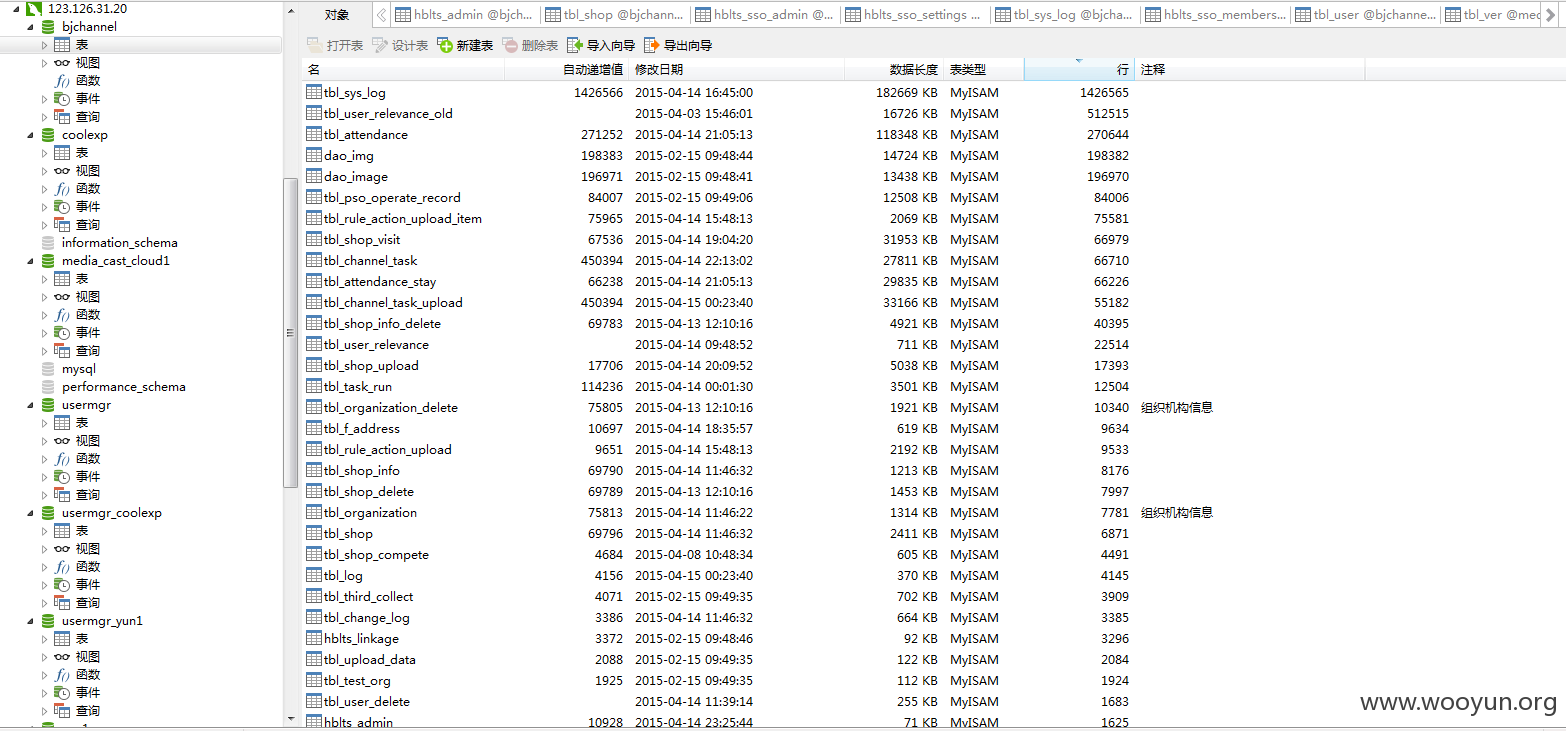 123.126.31.20
bjchannel
表
视图
函数
事件
查询
coolexp
表
视图
函数
事件
查询
information_schema
media_cast_cloud1
表
视图
函数
事件
查询
mysql
performance_schema
usermgr
表
视图
函数
事件
查询
usermgr_coolexp
表
视图
函数
事件
查询
usermgr_yun1
表
视图
函数
事件
查询
对象 hblts_admin @bjch... tbl_shop @bjchann... hblts_sso_admin @... hblts_sso_settings ... tbl_sys_log @bjcha... hblts_sso_members... tbl_user @bjchanne... tbl_ver @med
打开表 设计表 新建表 删除表 导入向导 导出向导
名 自动递增值 修改日期 数据长度 表类型 行 注释
tbl_sys_log 1426566 2015-04-14 16:45:00 182669 KB MyISAM 1426565
tbl_user_relevance_old 2015-04-03 15:46:01 16726 KB MyISAM 512515
tbl_attendance 271252 2015-04-14 21:05:13 118348 KB MyISAM 270644
dao_img 198383 2015-02-15 09:48:44 14724 KB MyISAM 198382
dao_image 196971 2015-02-15 09:48:41 13438 KB MyISAM 196970
tbl_pso_operate_record 84007 2015-02-15 09:49:06 12508 KB MyISAM 84006
tbl_rule_action_upload_item 75965 2015-04-14 15:48:13 2069 KB MyISAM 75581
tbl_shop_visit 67536 2015-04-14 19:04:20 31953 KB MyISAM 66979
tbl_channel_task 450394 2015-04-14 22:13:02 27811 KB MyISAM 66710
tbl_attendance_stay 66238 2015-04-14 21:05:13 29835 KB MyISAM 66226
tbl_channel_task_upload 450394 2015-04-15 00:23:40 33166 KB MyISAM 55182
tbl_shop_info_delete 69783 2015-04-13 12:10:16 4921 KB MyISAM 40395
tbl_user_relevance 2015-04-14 09:48:52 711 KB MyISAM 22514
tbl_shop_upload 17706 2015-04-14 20:09:52 5038 KB MyISAM 17393
tbl_task_run 114236 2015-04-14 00:01:30 3501 KB MyISAM 12504
tbl_organization_delete 75805 2015-04-13 12:10:16 1921 KB MyISAM 10340 组织机构信息
tbl_f_address 10697 2015-04-14 18:35:57 619 KB MyISAM 9634
tbl_rule_action_upload 9651 2015-04-14 15:48:13 2192 KB MyISAM 9533
tbl_shop_info 69790 2015-04-14 11:46:32 1213 KB MyISAM 8176
tbl_shop_delete 69789 2015-04-13 12:10:16 1453 KB MyISAM 7997
tbl_organization 75813 2015-04-14 11:46:22 1314 KB MyISAM 7781 组织机构信息
tbl_shop 69796 2015-04-14 11:46:32 2411 KB MyISAM 6871
tbl_shop_compete 4684 2015-04-08 10:48:34 605 KB MyISAM 4491
tbl_log 4156 2015-04-15 00:23:40 370 KB MyISAM 4145
tbl_third_collect 4071 2015-02-15 09:49:35 702 KB MyISAM 3909
tbl_change_log 3386 2015-04-14 11:46:32 664 KB MyISAM 3385
hblts_linkage 3372 2015-02-15 09:48:46 92 KB MyISAM 3296
tbl_upload_data 2088 2015-02-15 09:49:35 122 KB MyISAM 2084
tbl_test_org 1925 2015-02-15 09:49:35 112 KB MyISAM 1924
tbl_user_delete 2015-04-14 11:39:14 255 KB MyISAM 1683
hblts_admin 10928 2015-04-14 23:25:44 71 KB MyISAM 1625
www.wooyun.org